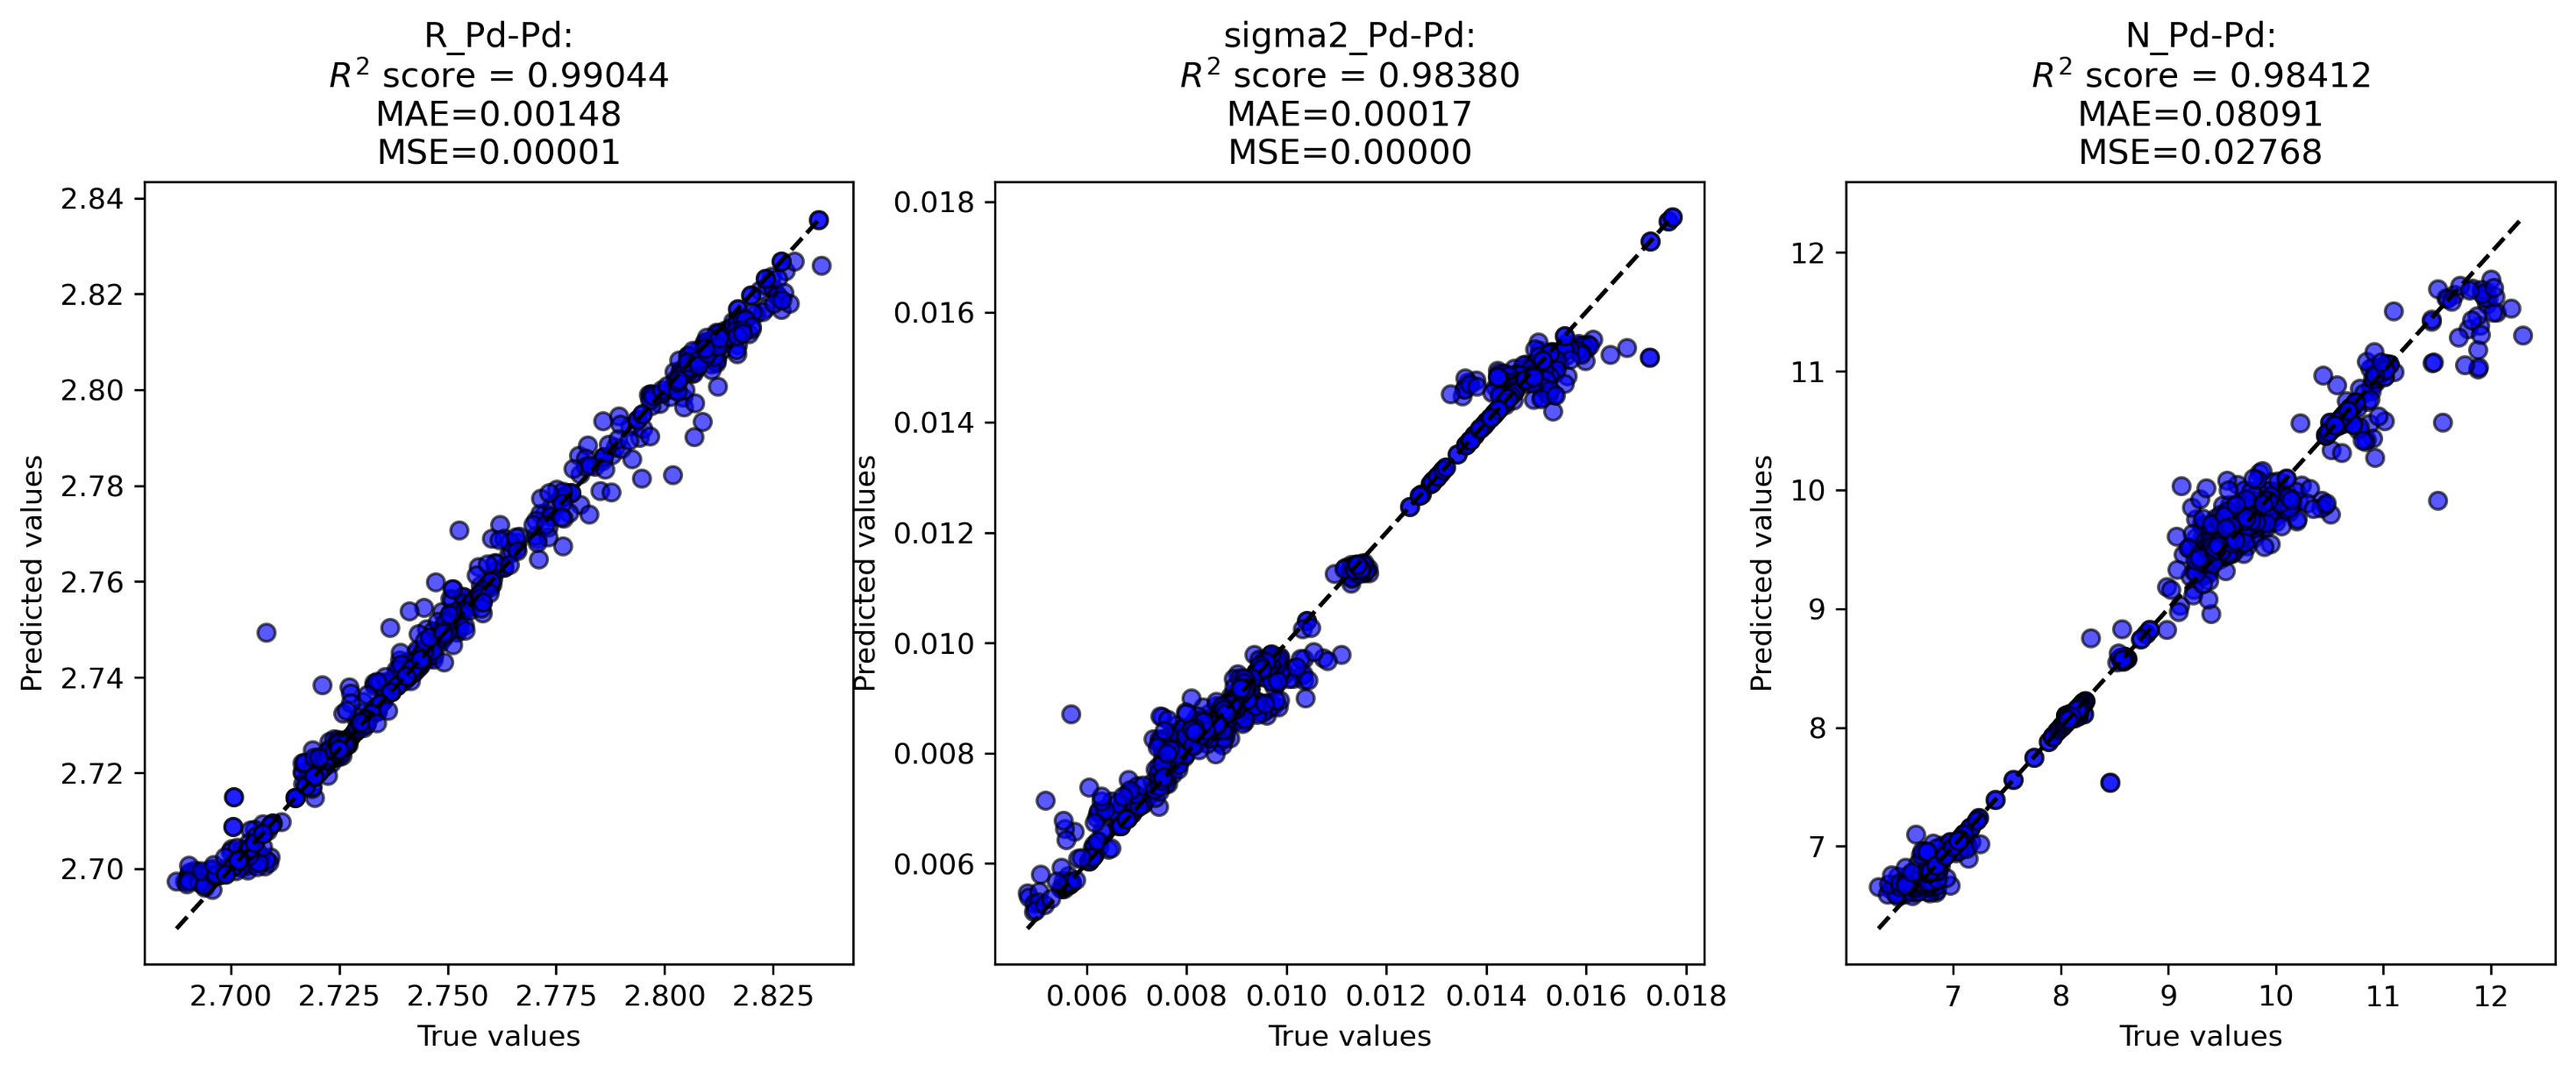 R_Pd-Pd:
R² score = 0.99044
MAE=0.00148
MSE=0.00001
2.84
2.82
2.80
2.78
2.76
2.74
2.72
2.70
Predicted values
2.700 2.725 2.750 2.775 2.800 2.825
True values
sigma2_Pd-Pd:
R² score = 0.98380
MAE=0.00017
MSE=0.00000
0.018
0.016
0.014
0.012
0.010
0.008
0.006
Predicted values
0.006 0.008 0.010 0.012 0.014 0.016 0.018
True values
N_Pd-Pd:
R² score = 0.98412
MAE=0.08091
MSE=0.02768
12
11
10
9
8
7
Predicted values
7 8 9 10 11 12
True values